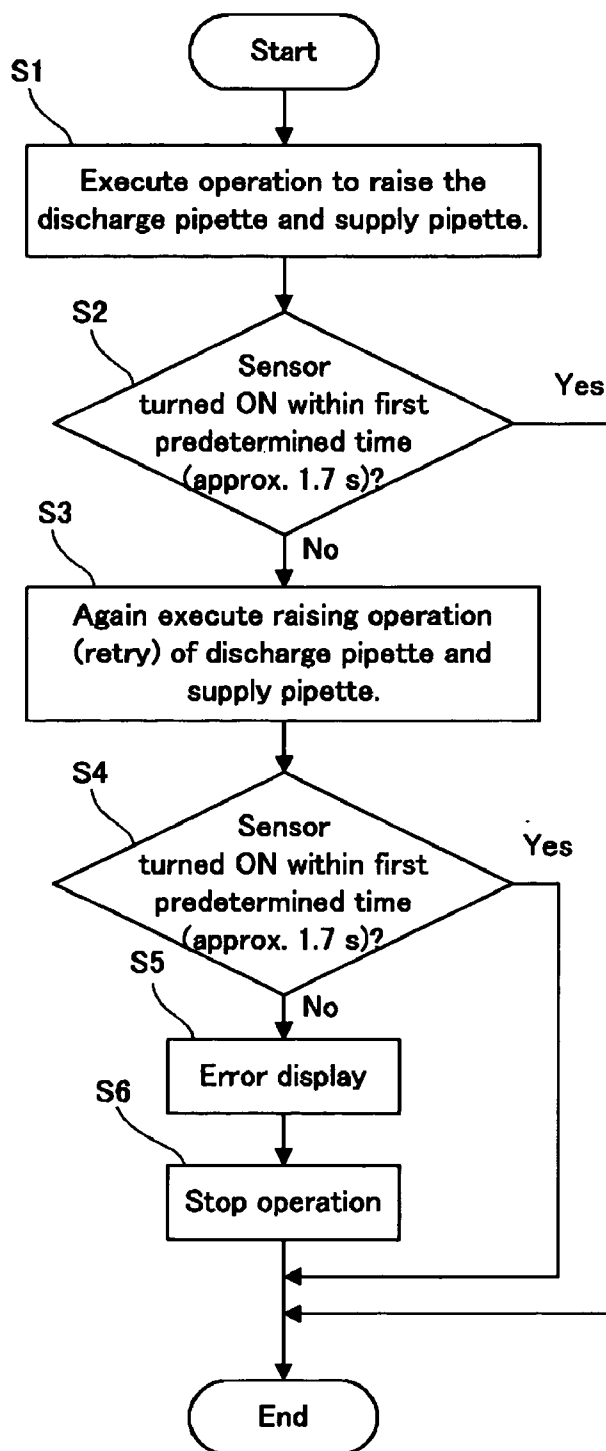 Start
S1
Execute operation to raise the
discharge pipette and supply pipette.
S2
Sensor
turned ON within first
predetermined time
(approx. 1.7 s)?
Yes
No
S3
Again execute raising operation
(retry) of discharge pipette and
supply pipette.
S4
Sensor
turned ON within first
predetermined time
(approx. 1.7 s)?
Yes
No
S5
Error display
S6
Stop operation
End